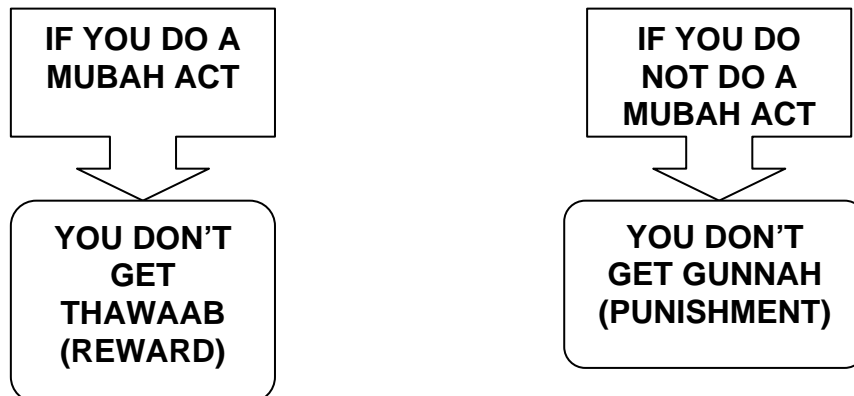 IF YOU DO A
MUBAH ACT
YOU DON’T
GET
THAWAAB
(REWARD)
IF YOU DO
NOT DO A
MUBAH ACT
YOU DON’T
GET GUNNAH
(PUNISHMENT)